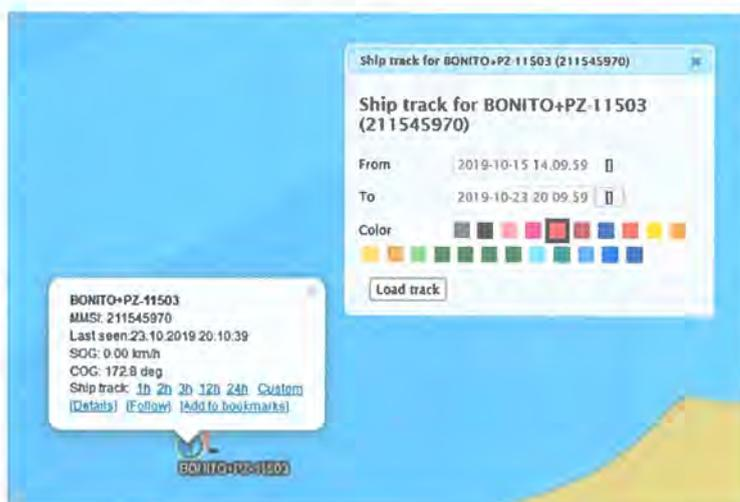 Ship track for BONITO+PZ-11503 (211545970)
Ship track for BONITO+PZ-11503
(211545970)
From 2019-10-15 14.09.59
To 2019-10-23 20 09.59
Color
Load track
BONITO+PZ-11503
MMSI: 211545970
Last seen:23.10.2019 20:10:39
SOG: 0.00 km/h
COG: 172.8 deg
Ship track: 1h 2h 3h 12h 24h Custom
[Details] [Follow] [Add to bookmarks]
BONITO+PZ-11503